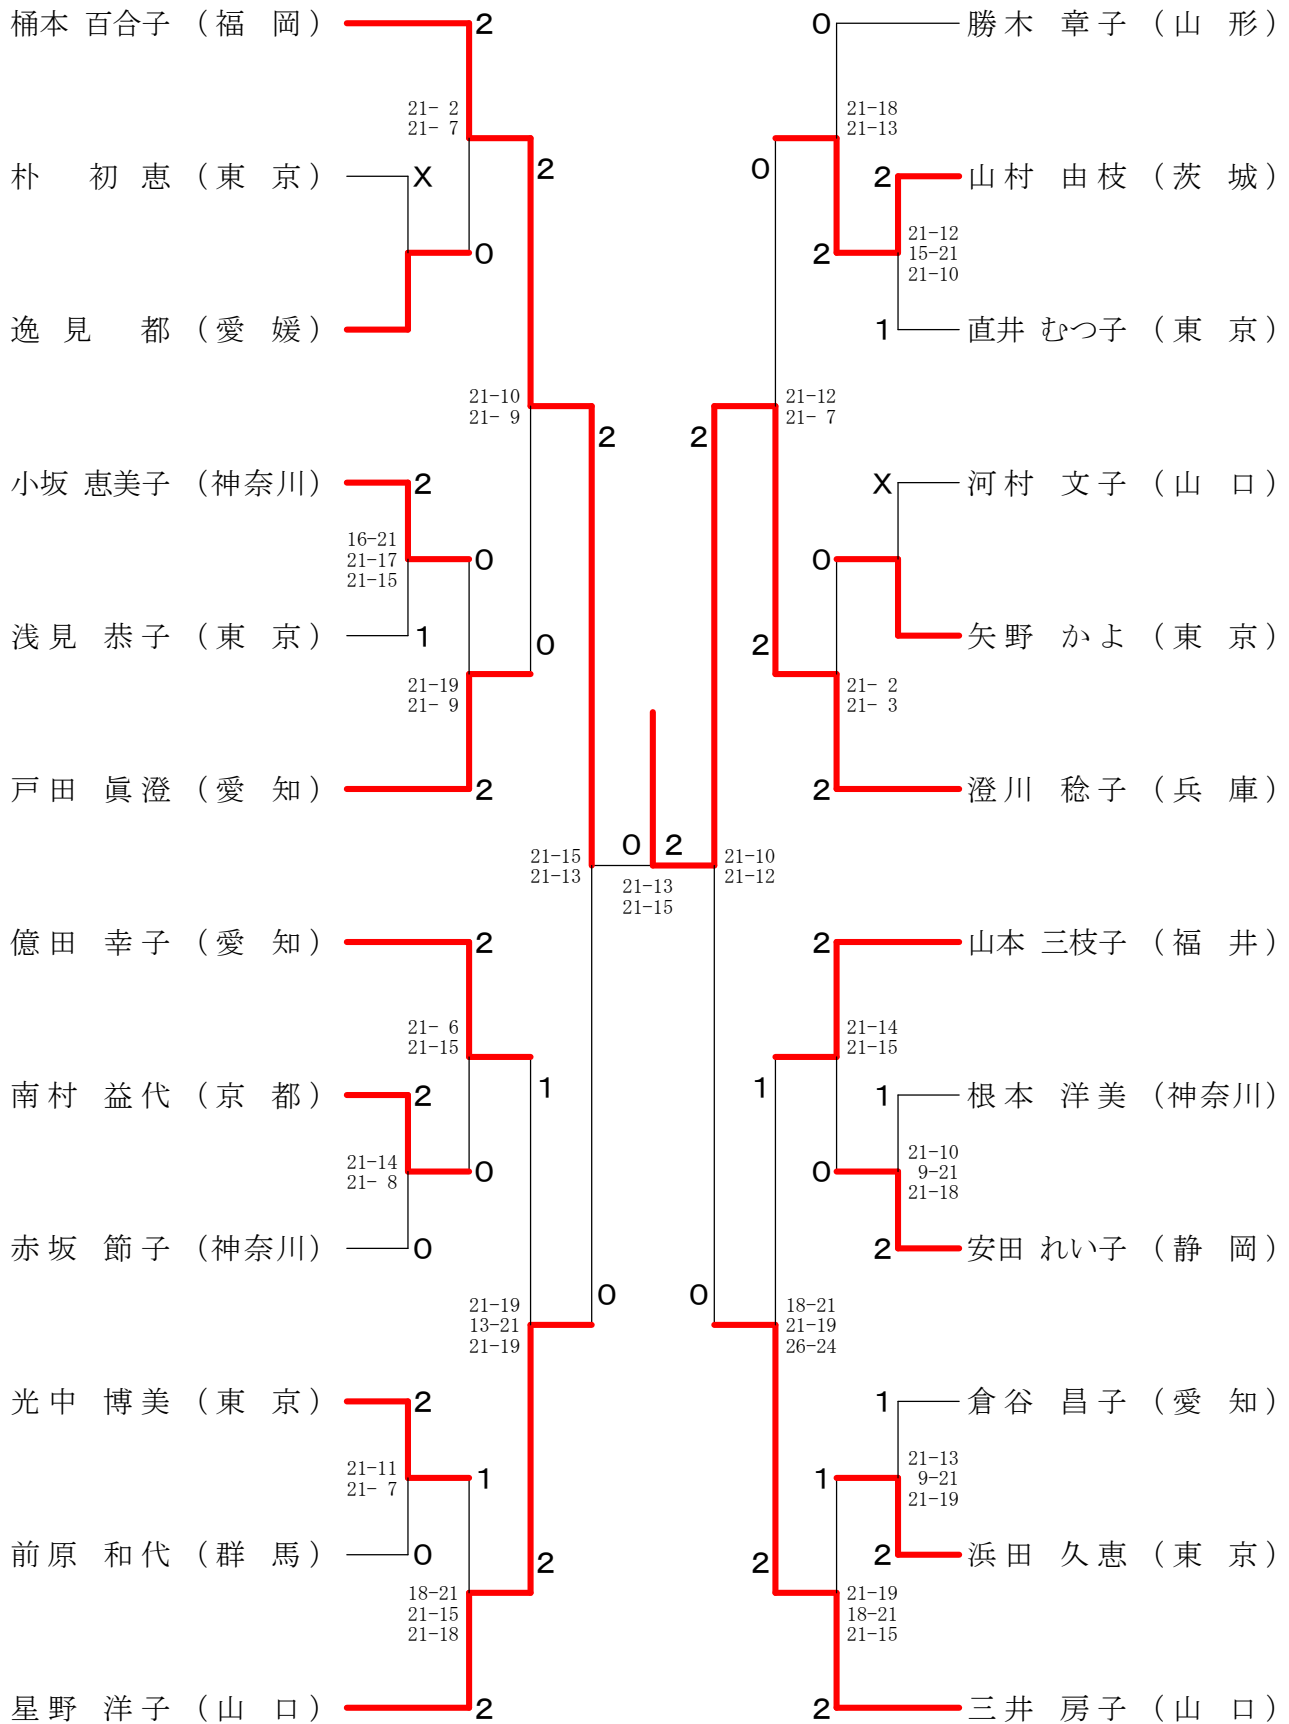 桶本 百合子 (福 岡) 2
21- 2
21- 7
2
朴 初恵 (東 京) X
0
逸見 都 (愛 媛)
21-10
21- 9
2
小坂 恵美子 (神奈川) 2
16-21
21-17
21-15
0
浅見 恭子 (東 京) 1
0
21-19
21- 9
戸田 眞澄 (愛 知) 2
21-15
21-13
億田 幸子 (愛 知) 2
21- 6
21-15
1
南村 益代 (京 都) 2
21-14
21- 8
0
赤坂 節子 (神奈川) 0
0
21-19
13-21
21-19
光中 博美 (東 京) 2
21-11
21- 7
1
前原 和代 (群 馬) 0
2
18-21
21-15
21-18
星野 洋子 (山 口) 2
0 2
21-13
21-15
0 勝木 章子 (山 形)
21-18
21-13
0
2 山村 由枝 (茨 城)
21-12
15-21
21-10
2
1 直井 むつ子 (東 京)
21-12
21- 7
2
X 河村 文子 (山 口)
0
矢野 かよ (東 京)
2
21- 2
21- 3
2 澄川 稔子 (兵 庫)
21-10
21-12
2 山本 三枝子 (福 井)
21-14
21-15
1
1 根本 洋美 (神奈川)
21-10
9-21
21-18
0
2 安田 れい子 (静 岡)
0
18-21
21-19
26-24
1 倉谷 昌子 (愛 知)
21-13
9-21
21-19
1
2 浜田 久恵 (東 京)
2
21-19
18-21
21-15
2 三井 房子 (山 口)